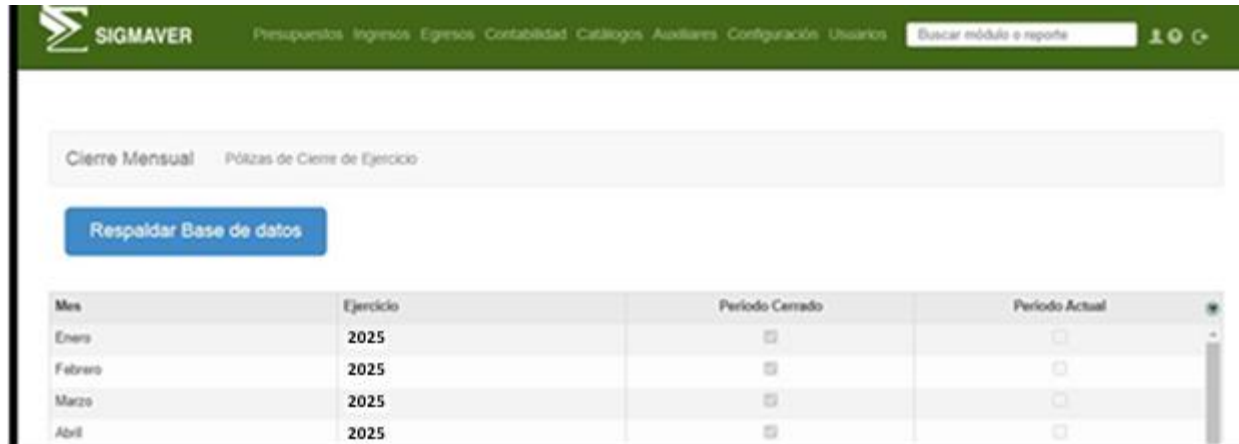 SIGMAVER Presupuestos Ingresos Egresos Contabilidad Catálogos Auxiliares Configuración Usuarios Buscar módulo o reporte
Cierre Mensual Pólizas de Cierre de Ejercicio
Respaldar Base de datos
Mes Ejercicio Periodo Cerrado Periodo Actual
Enero 2025
Febrero 2025
Marzo 2025
Abril 2025